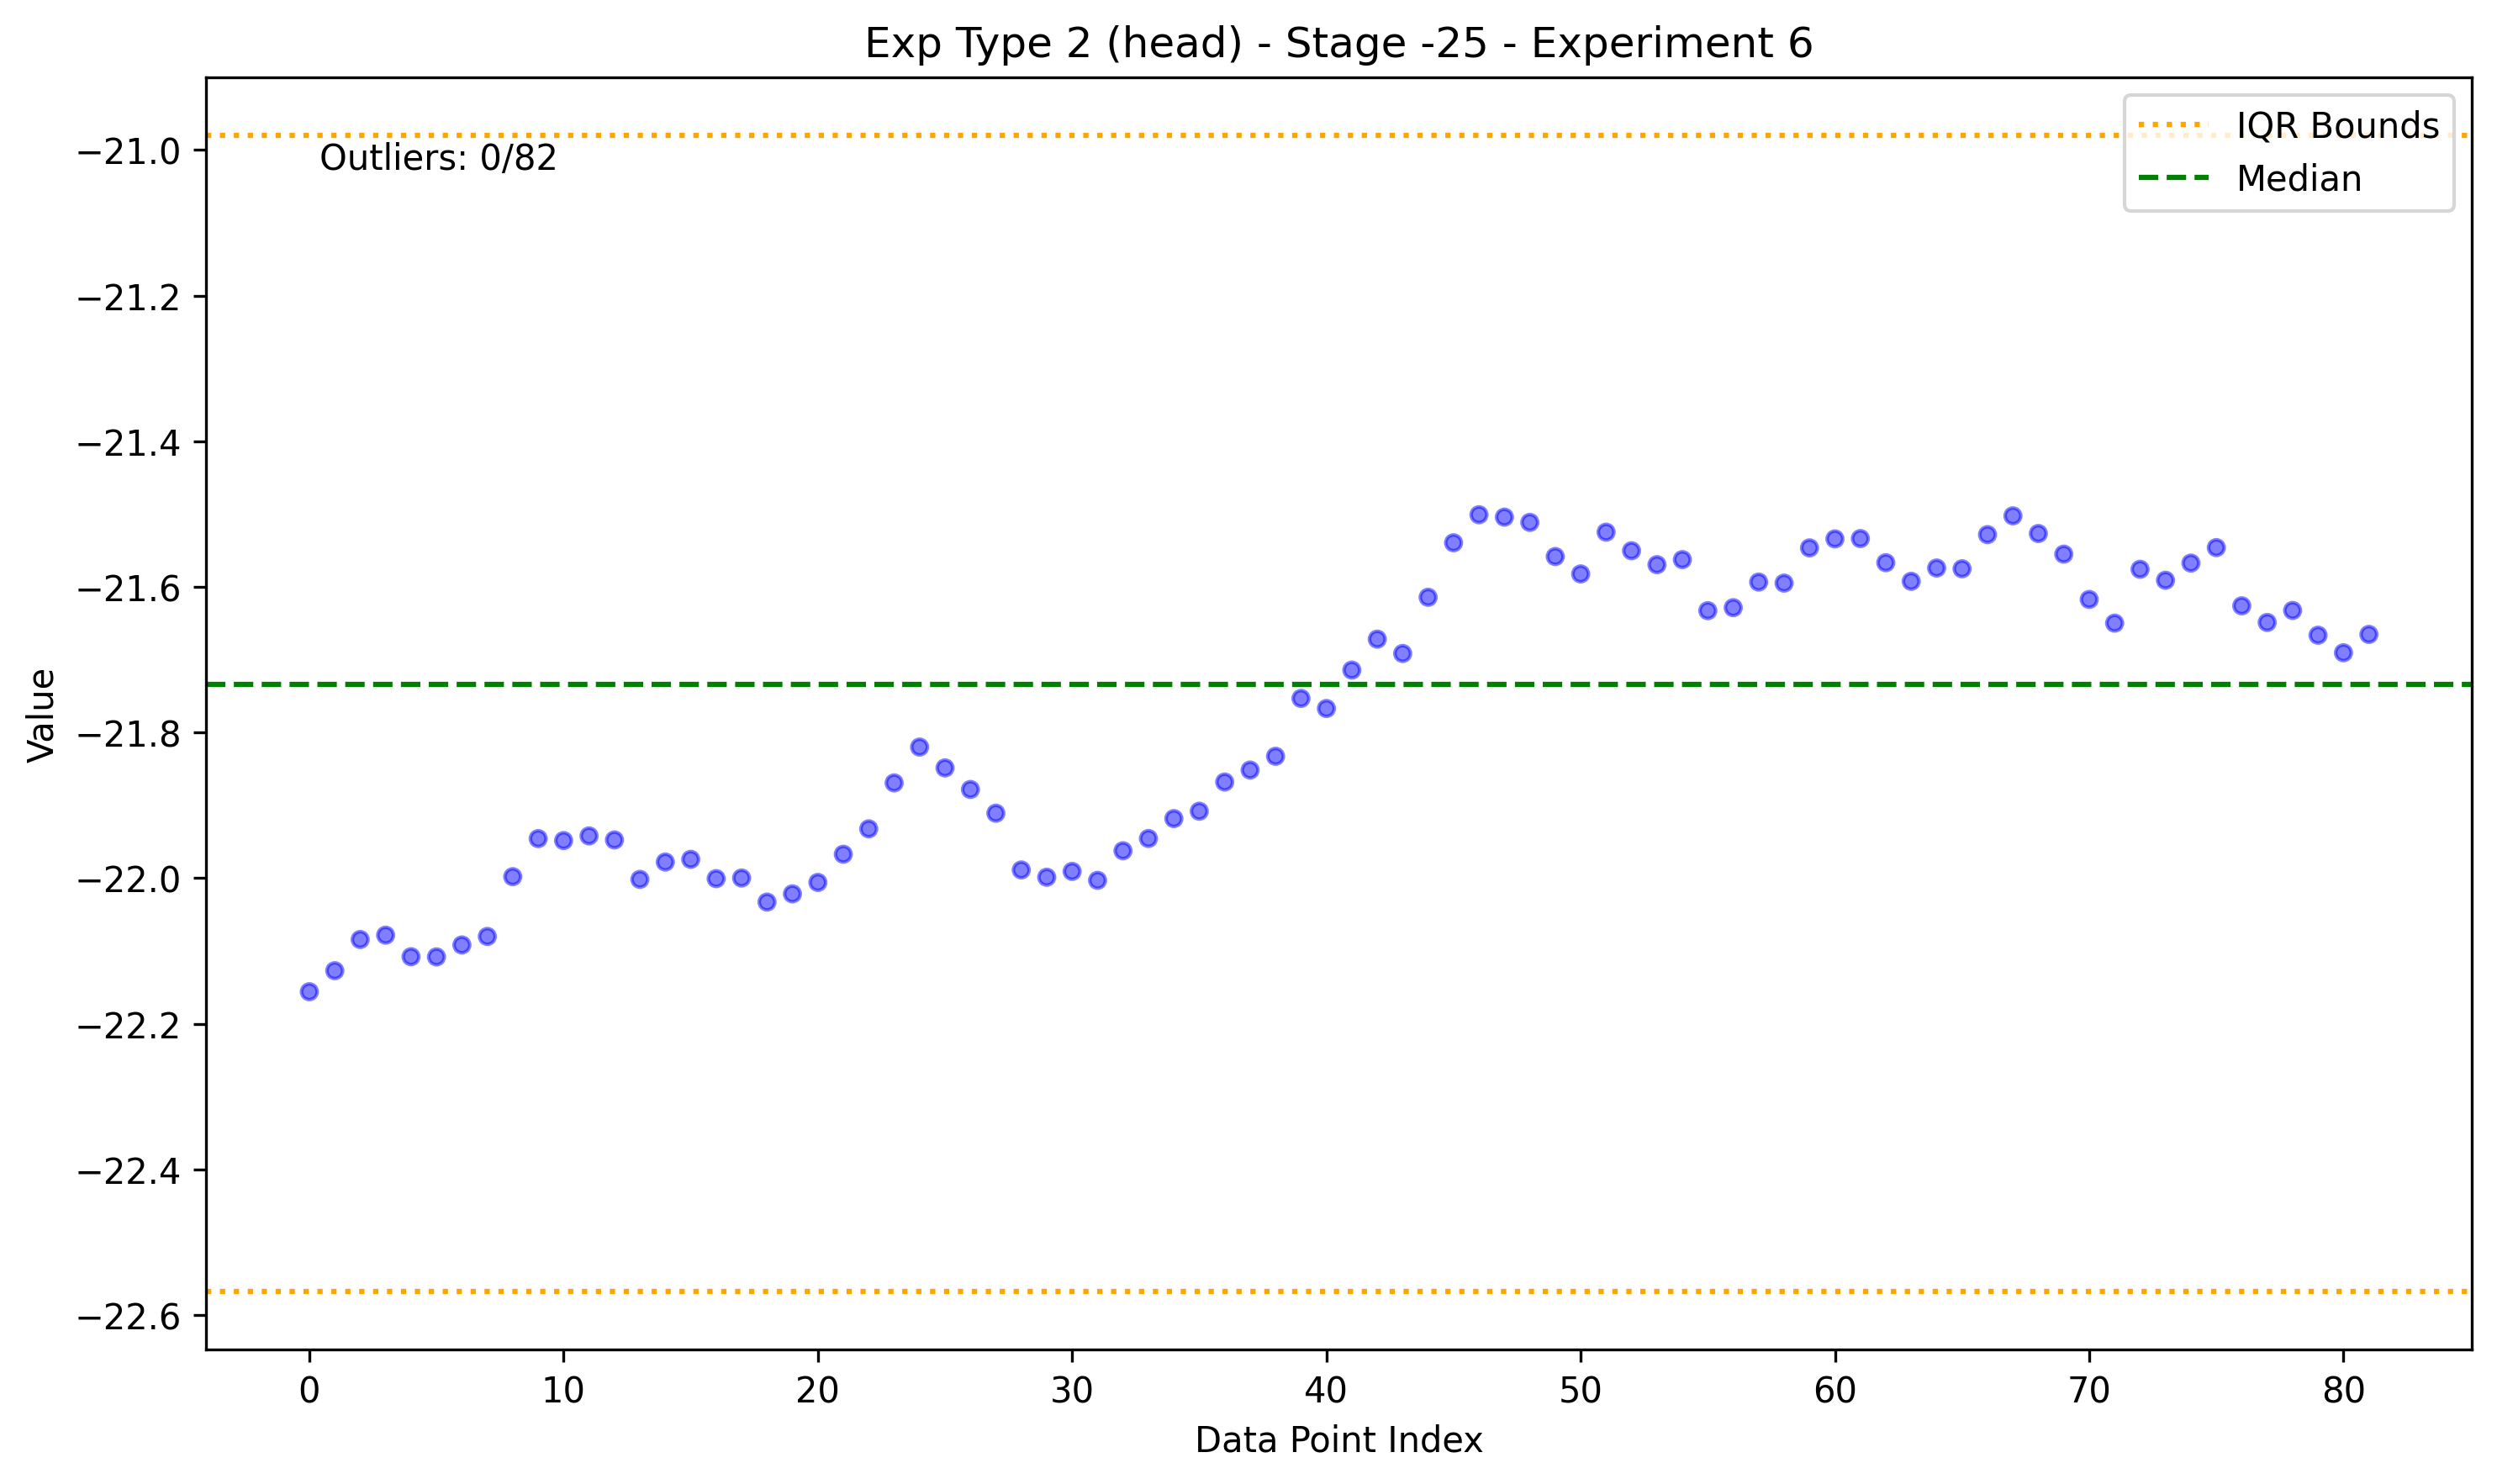 Exp Type 2 (head) - Stage -25 - Experiment 6
IQR Bounds
Median
Outliers: 0/82
Value
−21.0
−21.2
−21.4
−21.6
−21.8
−22.0
−22.2
−22.4
−22.6
0 10 20 30 40 50 60 70 80
Data Point Index